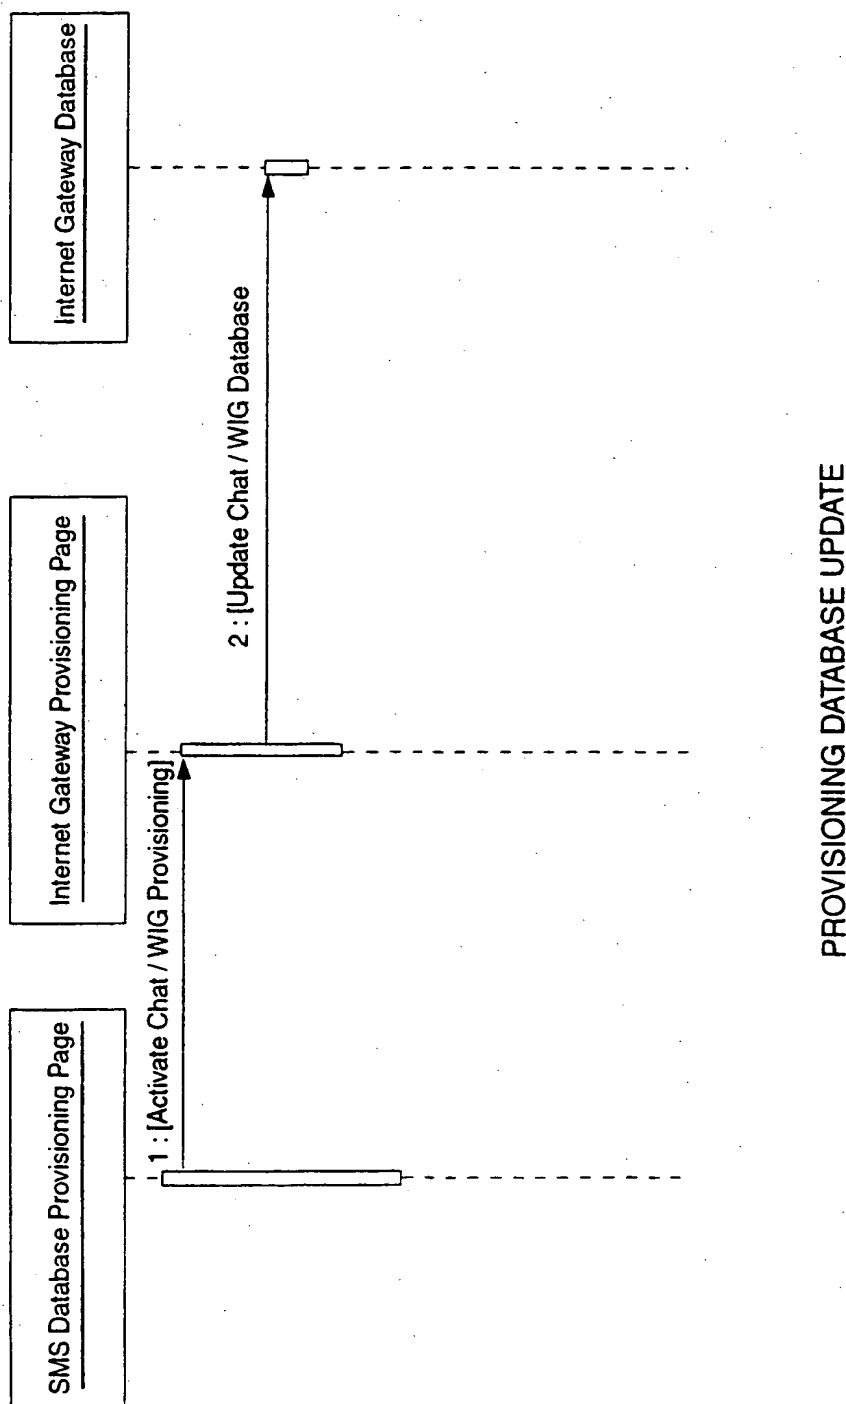 SMS Database Provisioning Page
Internet Gateway Provisioning Page
Internet Gateway Database
1 : [Activate Chat / WIG Provisioning]
2 : [Update Chat / WIG Database
PROVISIONING DATABASE UPDATE